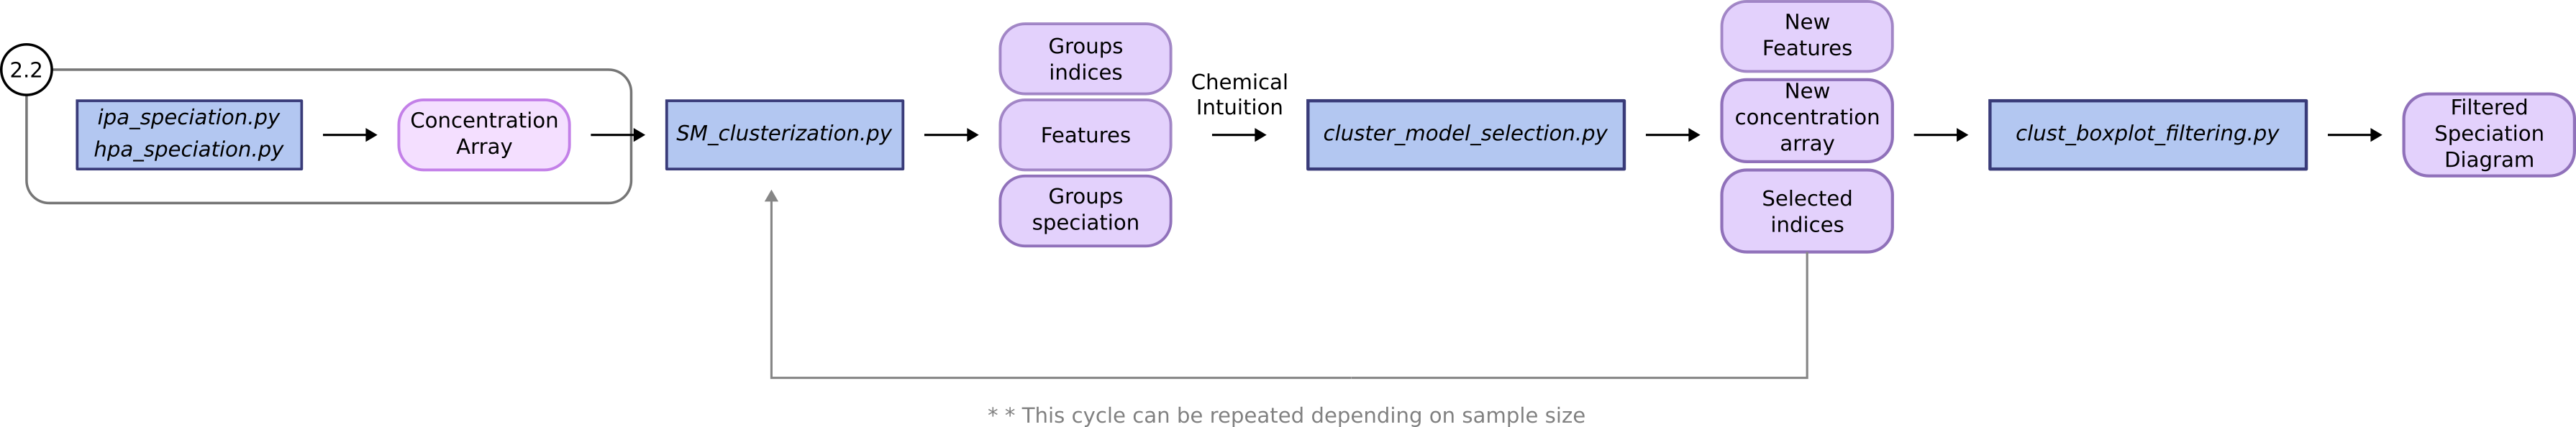 2.2
ipa_speciation.py
hpa_speciation.py
Concentration
Array
SM_clusterization.py
Groups
indices
Features
Groups
speciation
Chemical
Intuition
cluster_model_selection.py
New
Features
New
concentration
array
Selected
indices
clust_boxplot_filtering.py
Filtered
Speciation
Diagram
* * This cycle can be repeated depending on sample size